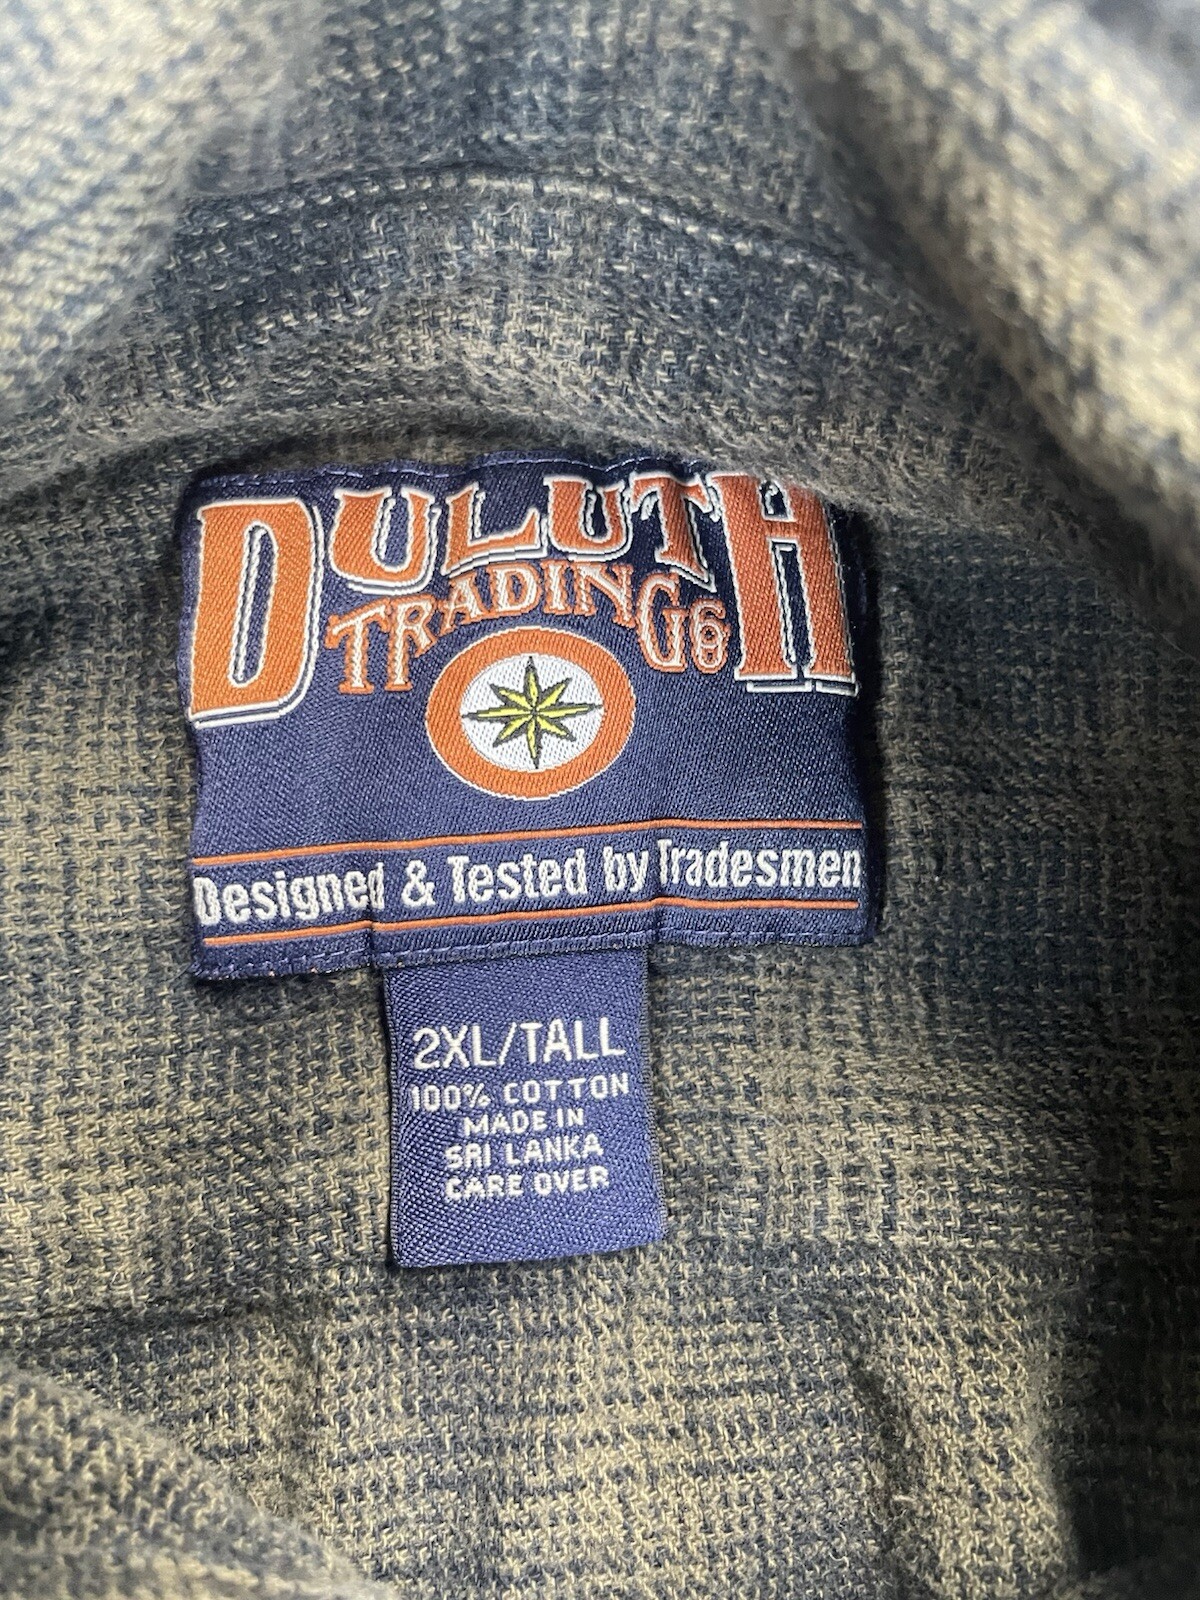 DULUTH
TRADING Co
Designed & Tested by Tradesmen
2XL/TALL
100% COTTON
MADE IN
SRI LANKA
CARE OVER